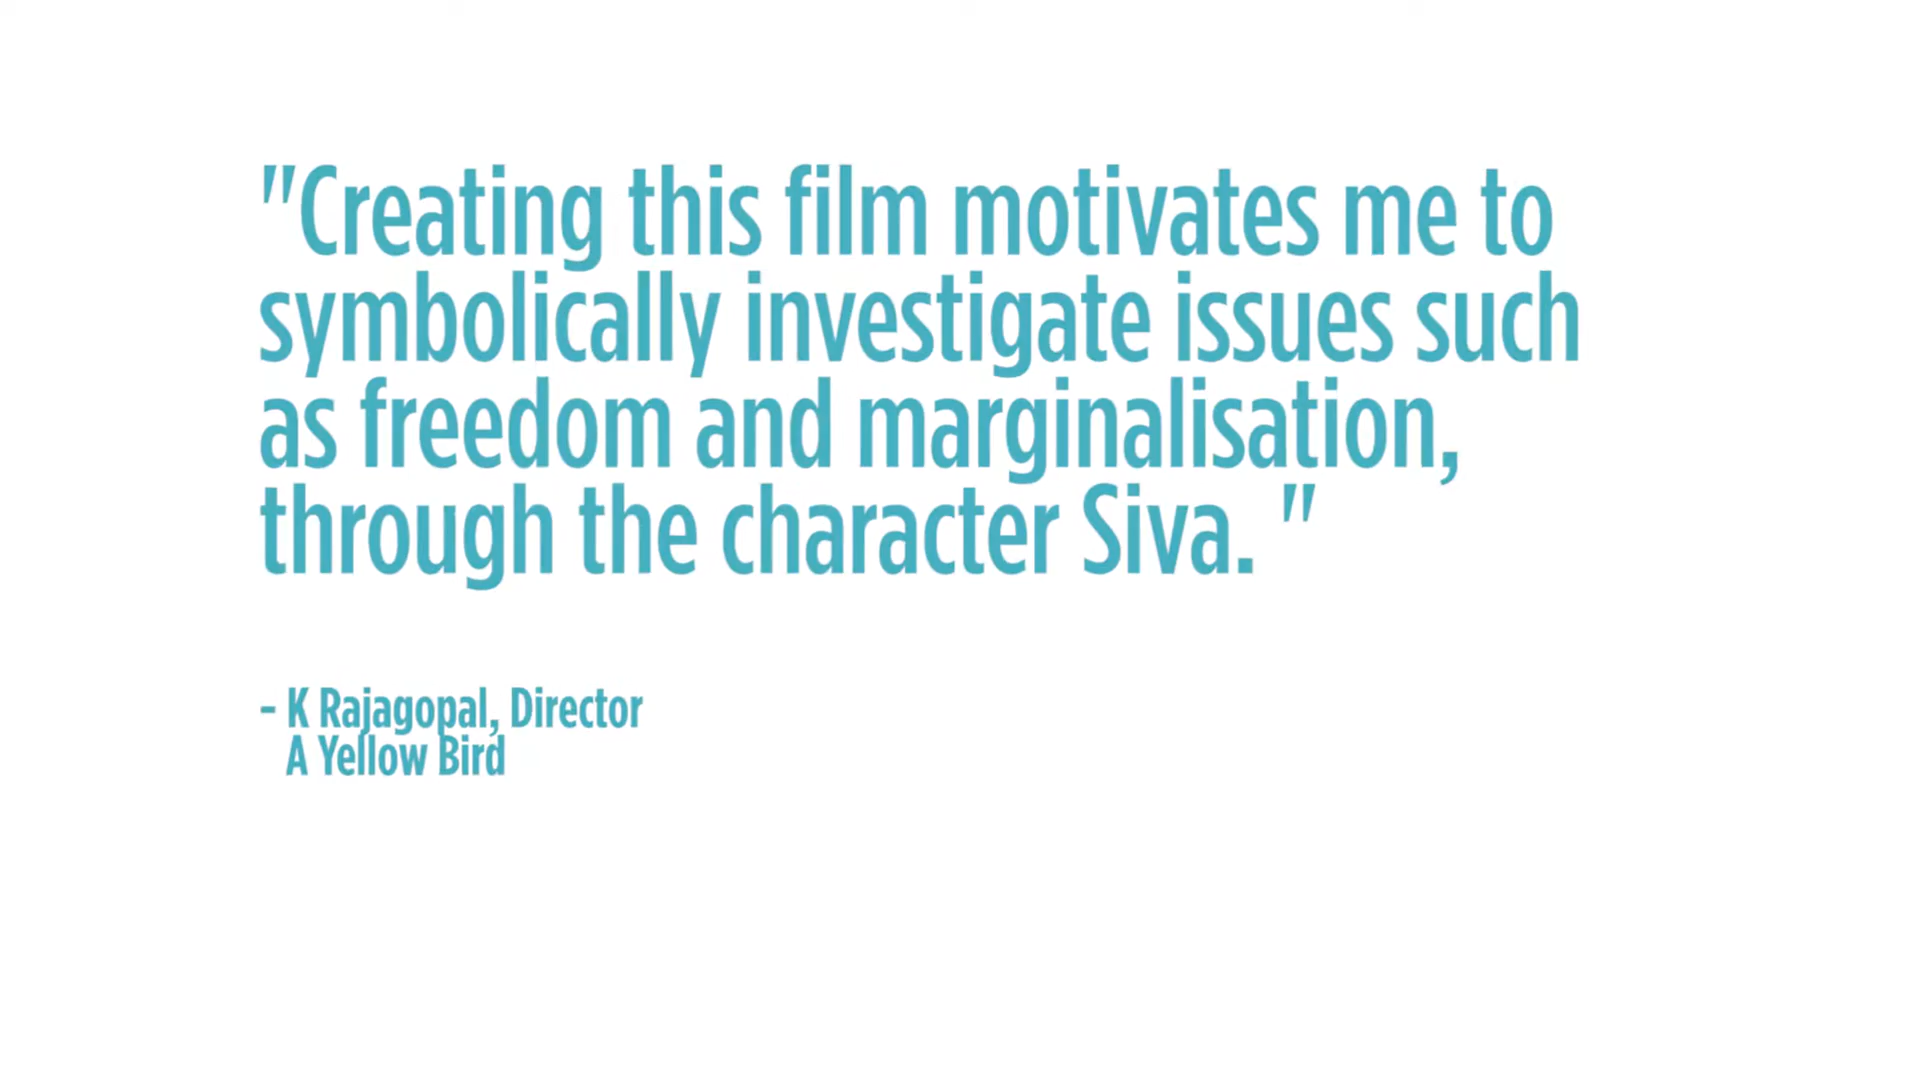 "Creating this film motivates me to
symbolically investigate issues such
as freedom and marginalisation,
through the character Siva. "
- K Rajagopal, Director
A Yellow Bird